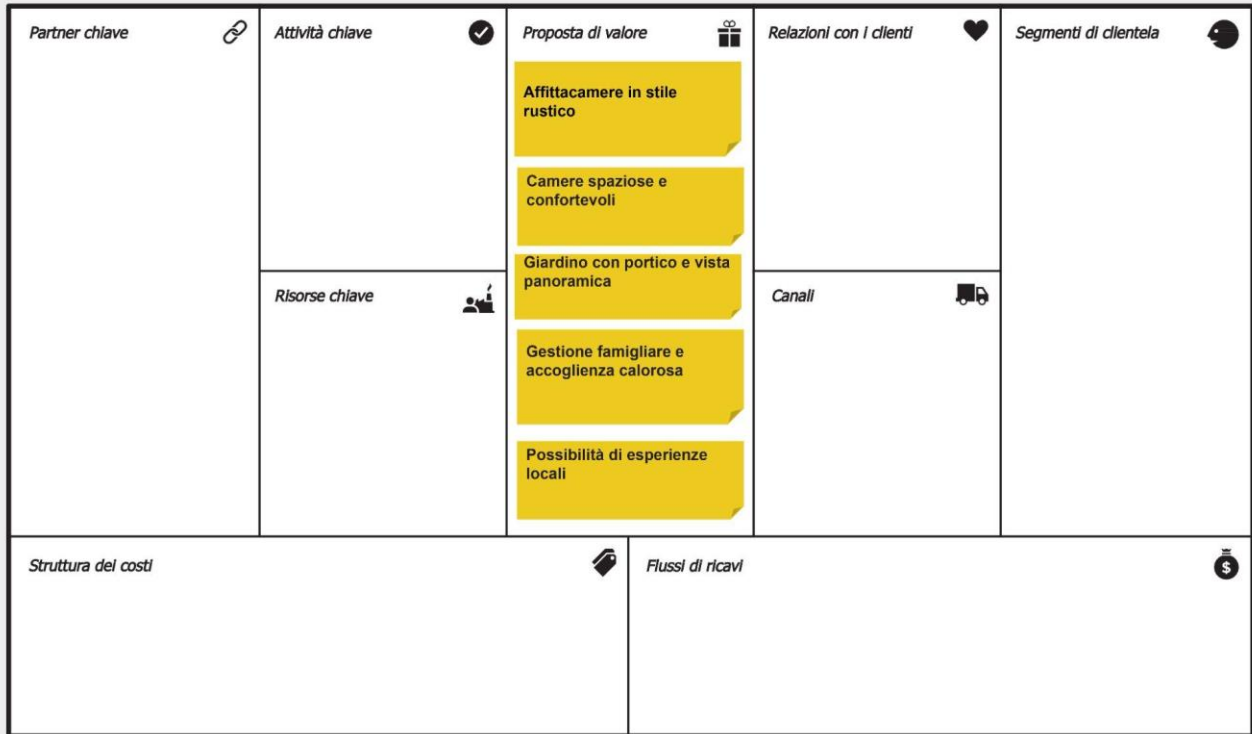 Partner chiave
Attività chiave
Proposta di valore
Relazioni con i clienti
Segmenti di clientela
Affittacamere in stile
rustico
Camere spaziose e
confortevoli
Giardino con portico e vista
panoramica
Risorse chiave
Canali
Gestione famigliare e
accoglienza calorosa
Possibilità di esperienze
locali
Struttura dei costi
Flussi di ricavi
$